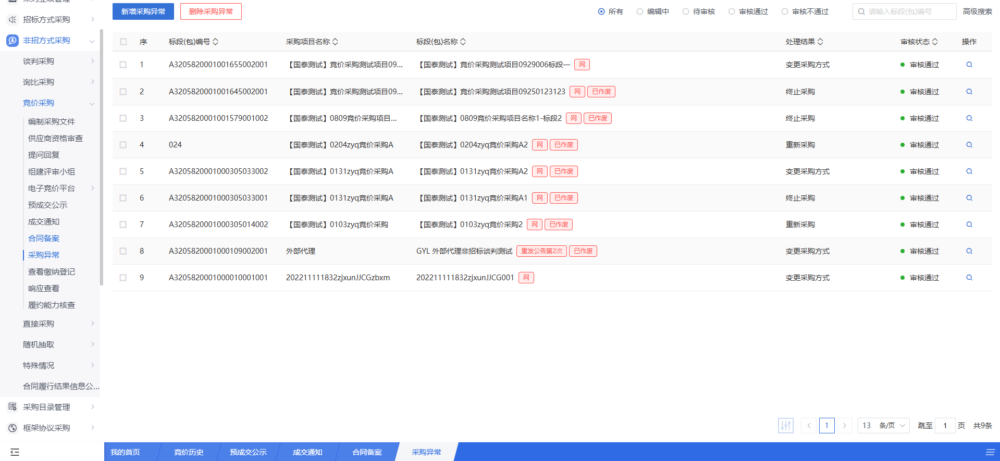 新增采购异常 删除采购异常 所有 编辑中 待审核 审核通过 审核不通过 请输入标段(包)编号 高级搜索
招标方式采购
非招方式采购
谈判采购
询比采购
竞价采购
编制采购文件
供应商资格审查
提问回复
组建评审小组
电子竞价平台
预成交公示
成交通知
合同备案
采购异常
查看缴纳登记
响应查看
履约能力核查
直接采购
随机抽取
特殊情况
合同履行结果信息公...
采购目录管理
框架协议采购
序 标段(包)编号 采购项目名称 标段(包)名称 处理结果 审核状态 操作
1 A3205820001001655002001 【国泰测试】竞价采购测试项目09... 【国泰测试】竞价采购测试项目0929006标段一 网 变更采购方式 审核通过
2 A3205820001001645002001 【国泰测试】竞价采购测试项目09... 【国泰测试】竞价采购测试项目09250123123 网 已作废 终止采购 审核通过
3 A3205820001001579001002 【国泰测试】0809竞价采购项目... 【国泰测试】0809竞价采购项目名称1-标段2 网 已作废 终止采购 审核通过
4 024 【国泰测试】0204zyq竞价采购A 【国泰测试】0204zyq竞价采购A2 网 已作废 重新采购 审核通过
5 A3205820001000305033002 【国泰测试】0131zyq竞价采购A 【国泰测试】0131zyq竞价采购A2 网 已作废 变更采购方式 审核通过
6 A3205820001000305033001 【国泰测试】0131zyq竞价采购A 【国泰测试】0131zyq竞价采购A1 网 已作废 终止采购 审核通过
7 A3205820001000305014002 【国泰测试】0103zyq竞价采购 【国泰测试】0103zyq竞价采购2 网 已作废 重新采购 审核通过
8 A3205820001000109002001 外部代理 GYL 外部代理非招标谈判测试 重发公告第2次 已作废 变更采购方式 审核通过
9 A3205820001000010001001 202211111832zjxunJJCGzbxm 202211111832zjxunJJCG001 网 变更采购方式 审核通过
1 13 条/页 跳至 1 页 共9条
我的首页 竞价历史 预成交公示 成交通知 合同备案 采购异常